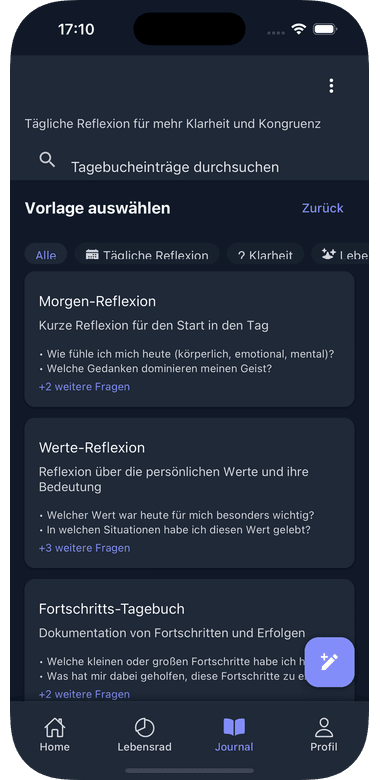 17:10
Tägliche Reflexion für mehr Klarheit und Kongruenz
Tagebucheinträge durchsuchen
Vorlage auswählen
Zurück
Alle
Tägliche Reflexion
? Klarheit
Lebe
Morgen-Reflexion
Kurze Reflexion für den Start in den Tag
• Wie fühle ich mich heute (körperlich, emotional, mental)?
• Welche Gedanken dominieren meinen Geist?
+2 weitere Fragen
Werte-Reflexion
Reflexion über die persönlichen Werte und ihre
Bedeutung
• Welcher Wert war heute für mich besonders wichtig?
• In welchen Situationen habe ich diesen Wert gelebt?
+3 weitere Fragen
Fortschritts-Tagebuch
Dokumentation von Fortschritten und Erfolgen
• Welche kleinen oder großen Fortschritte habe ich
• Was hat mir dabei geholfen, diese Fortschritte zu
+2 weitere Fragen
Home
Lebensrad
Journal
Profil